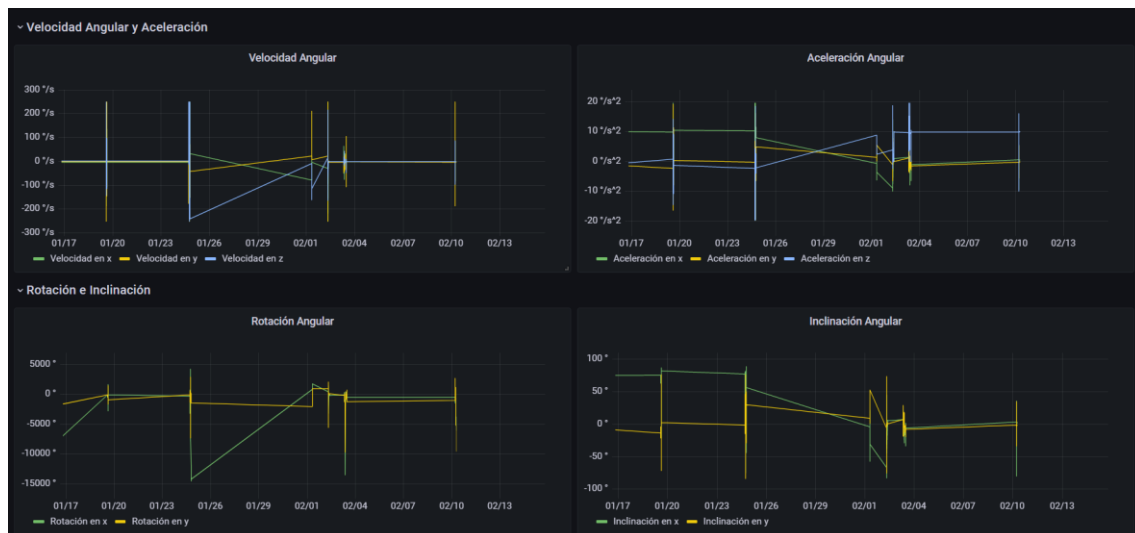 Velocidad Angular y Aceleración
Velocidad Angular
300 °/s
200 °/s
100 °/s
0 °/s
-100 °/s
-200 °/s
-300 °/s
01/17 01/20 01/23 01/26 01/29 02/01 02/04 02/07 02/10 02/13
Velocidad en x Velocidad en y Velocidad en z
Aceleración Angular
20 °/s^2
10 °/s^2
0 °/s^2
-10 °/s^2
-20 °/s^2
01/17 01/20 01/23 01/26 01/29 02/01 02/04 02/07 02/10 02/13
Aceleración en x Aceleración en y Aceleración en z
Rotación e Inclinación
Rotación Angular
5000 °
0 °
-5000 °
-10000 °
-15000 °
01/17 01/20 01/23 01/26 01/29 02/01 02/04 02/07 02/10 02/13
Rotación en x Rotación en y
Inclinación Angular
100 °
50 °
0 °
-50 °
-100 °
01/17 01/20 01/23 01/26 01/29 02/01 02/04 02/07 02/10 02/13
Inclinación en x Inclinación en y